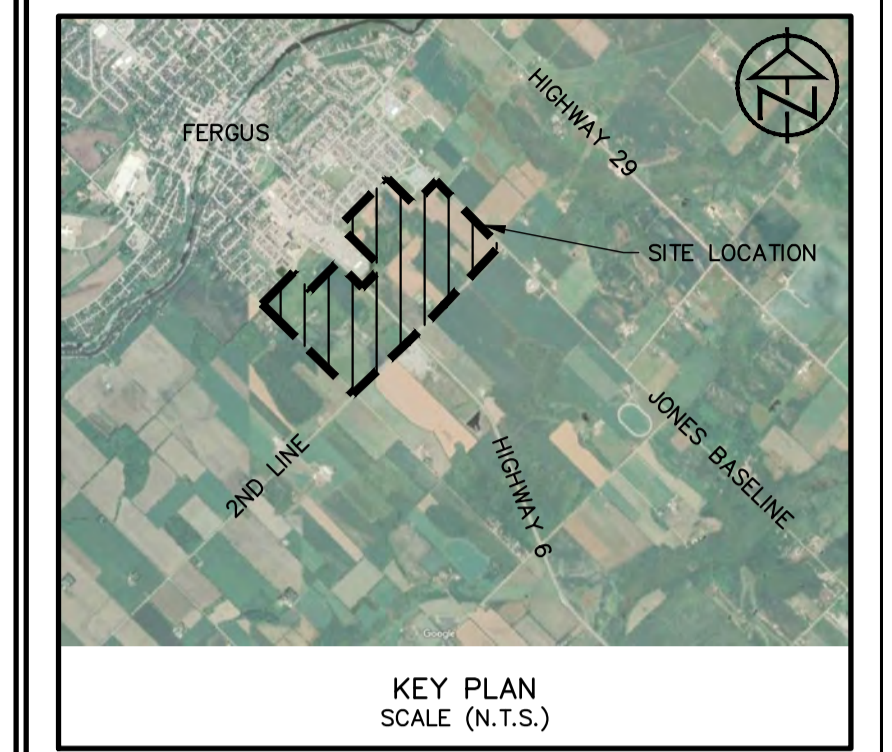 HIGHWAY 29
N
FERGUS
SITE LOCATION
JONES BASELINE
2ND LINE
HIGHWAY 6
Google
KEY PLAN
SCALE (N.T.S.)